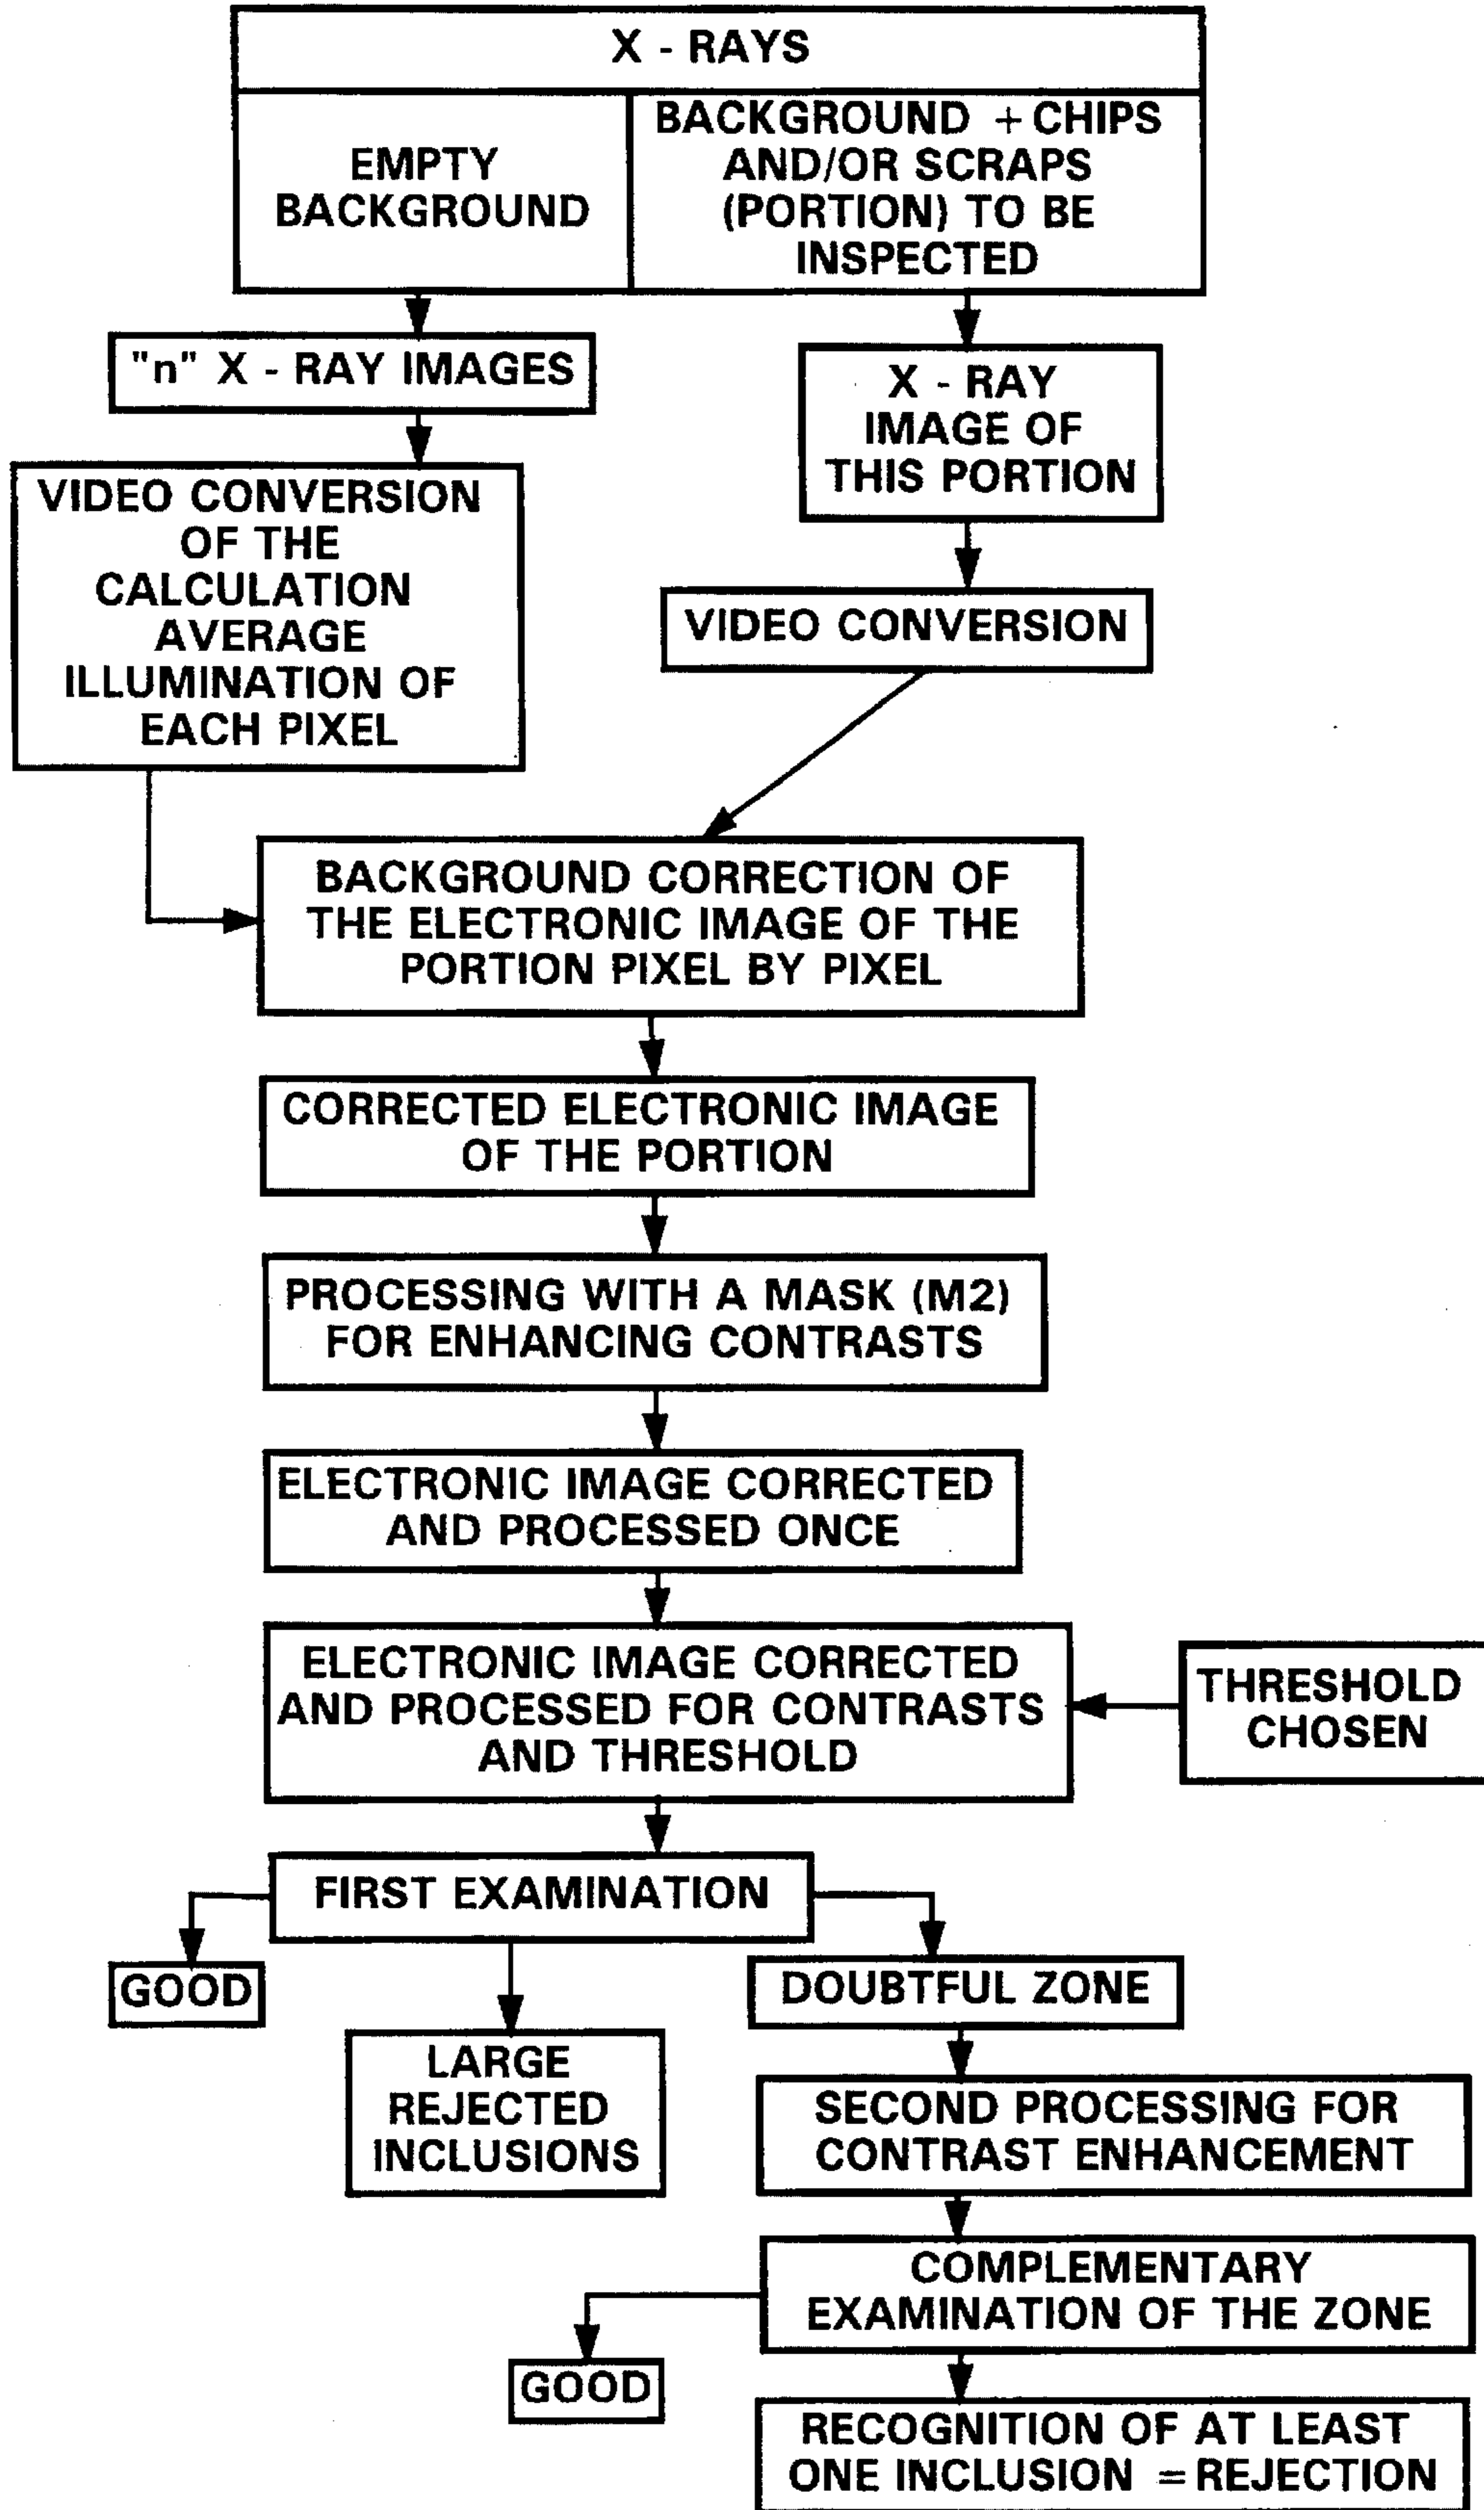 X - RAYS
EMPTY
BACKGROUND
BACKGROUND + CHIPS
AND/OR SCRAPS
(PORTION) TO BE
INSPECTED
"n" X - RAY IMAGES
X - RAY
IMAGE OF
THIS PORTION
VIDEO CONVERSION
OF THE
CALCULATION
AVERAGE
ILLUMINATION OF
EACH PIXEL
VIDEO CONVERSION
BACKGROUND CORRECTION OF
THE ELECTRONIC IMAGE OF THE
PORTION PIXEL BY PIXEL
CORRECTED ELECTRONIC IMAGE
OF THE PORTION
PROCESSING WITH A MASK (M2)
FOR ENHANCING CONTRASTS
ELECTRONIC IMAGE CORRECTED
AND PROCESSED ONCE
ELECTRONIC IMAGE CORRECTED
AND PROCESSED FOR CONTRASTS
AND THRESHOLD
THRESHOLD
CHOSEN
FIRST EXAMINATION
GOOD
LARGE
REJECTED
INCLUSIONS
DOUBTFUL ZONE
SECOND PROCESSING FOR
CONTRAST ENHANCEMENT
COMPLEMENTARY
EXAMINATION OF THE ZONE
GOOD
RECOGNITION OF AT LEAST
ONE INCLUSION = REJECTION